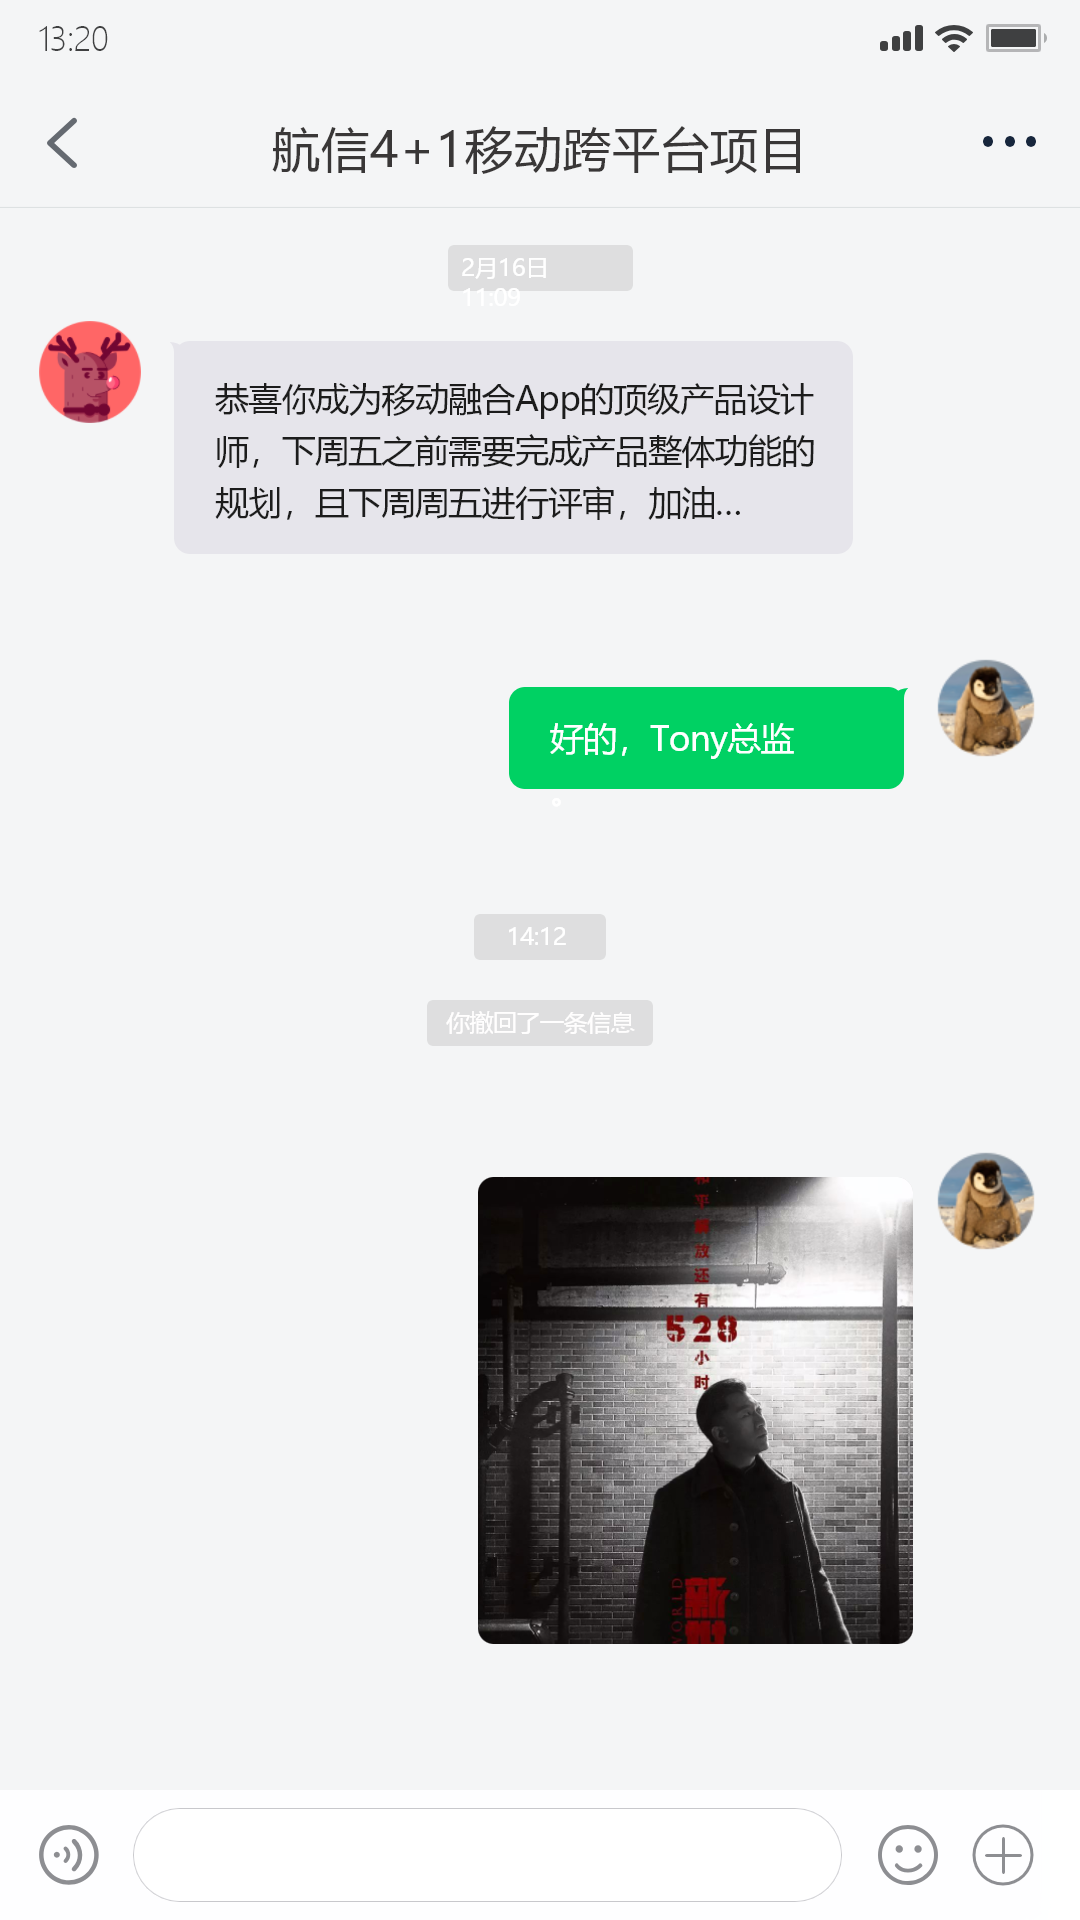 13:20
航信4+1移动跨平台项目
2月16日
11:09
恭喜你成为移动融合App的顶级产品设计
师，下周五之前需要完成产品整体功能的
规划，且下周周五进行评审，加油...
好的，Tony总监
。
14:12
你撤回了一条信息
平
放
还
有
528
小
时
新